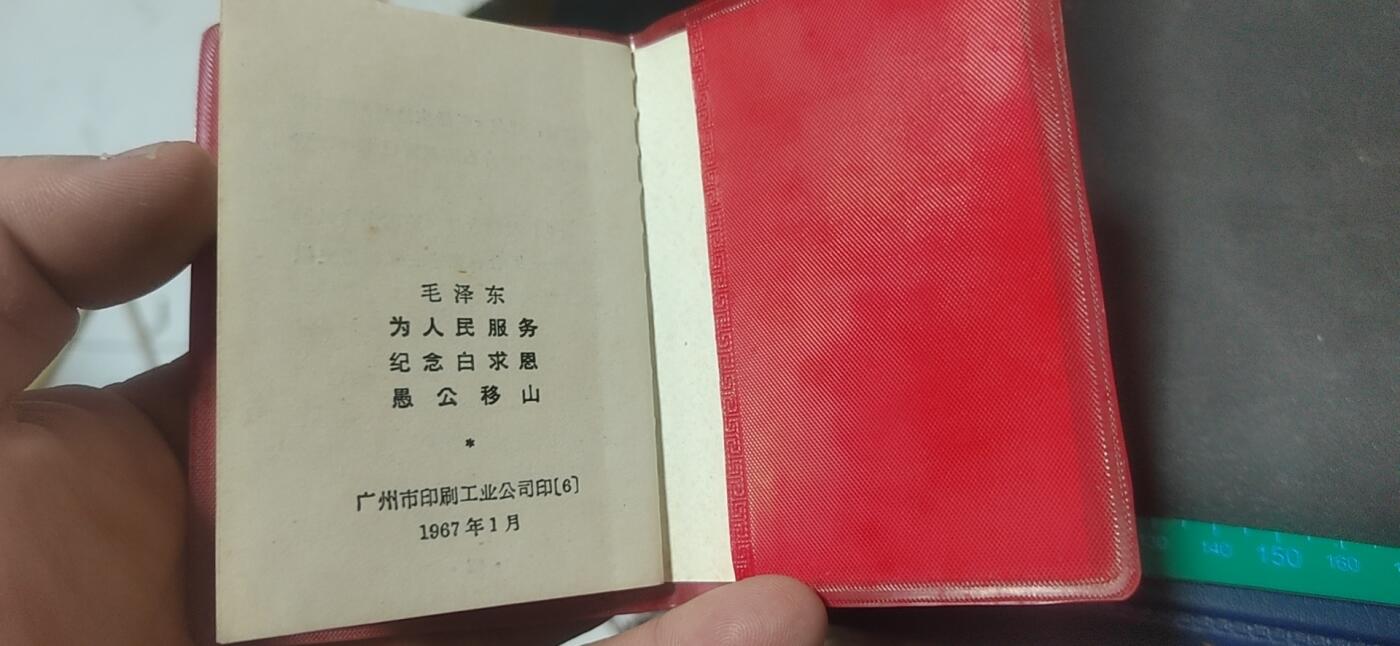 毛泽东
为人民服务
纪念白求恩
愚公移山
*
广州市印刷工业公司印〔6〕
1967年1月
140 150 160